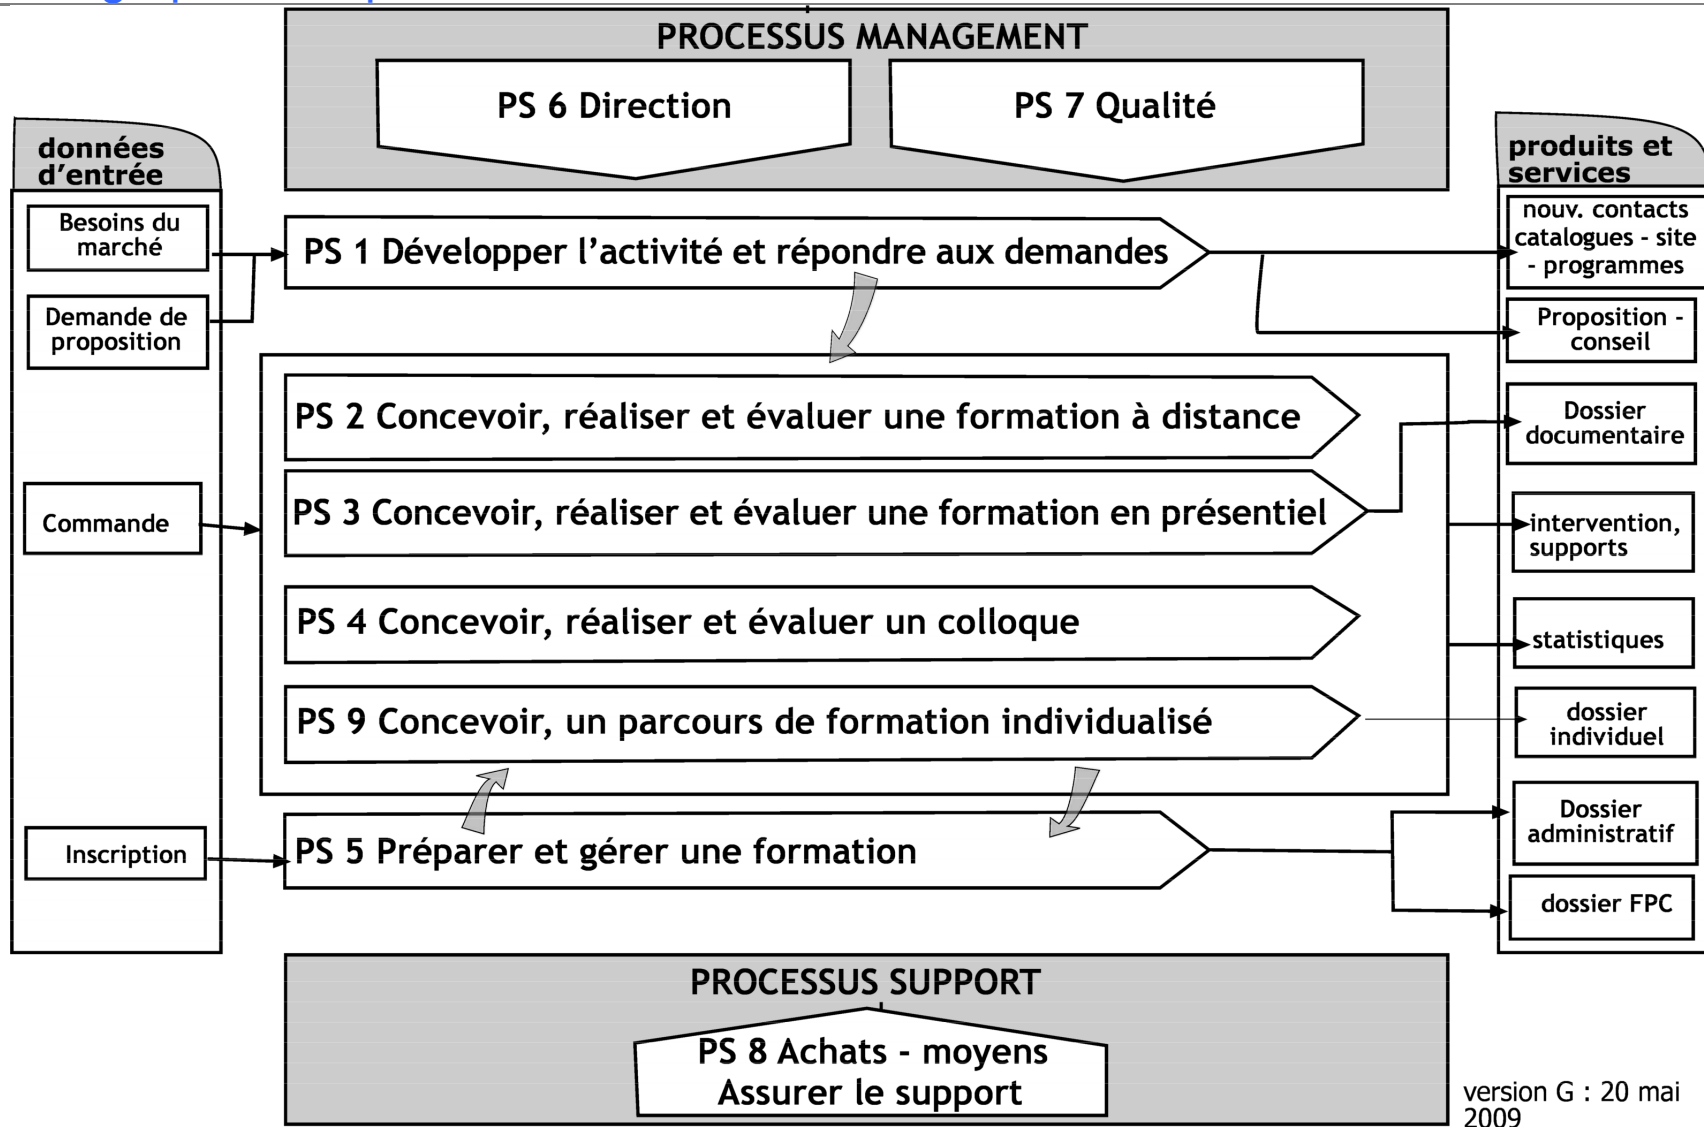 PROCESSUS MANAGEMENT
PS 6 Direction
PS 7 Qualité
données
d'entrée
Besoins du
marché
Demande de
proposition
Commande
Inscription
PS 1 Développer l'activité et répondre aux demandes
PS 2 Concevoir, réaliser et évaluer une formation à distance
PS 3 Concevoir, réaliser et évaluer une formation en présentiel
PS 4 Concevoir, réaliser et évaluer un colloque
PS 9 Concevoir, un parcours de formation individualisé
PS 5 Préparer et gérer une formation
produits et
services
nouv. contacts
catalogues - site
- programmes
Proposition -
conseil
Dossier
documentaire
intervention,
supports
statistiques
dossier
individuel
Dossier
administratif
dossier FPC
PROCESSUS SUPPORT
PS 8 Achats - moyens
Assurer le support
version G : 20 mai
2009